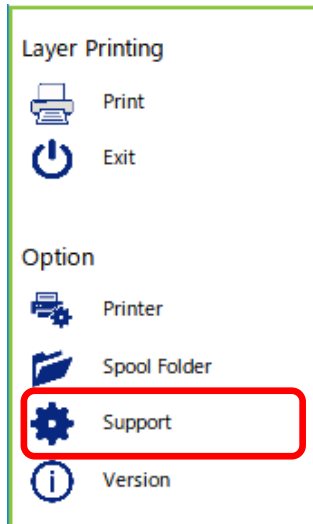 Layer Printing
Print
Exit
Option
Printer
Spool Folder
Support
Version